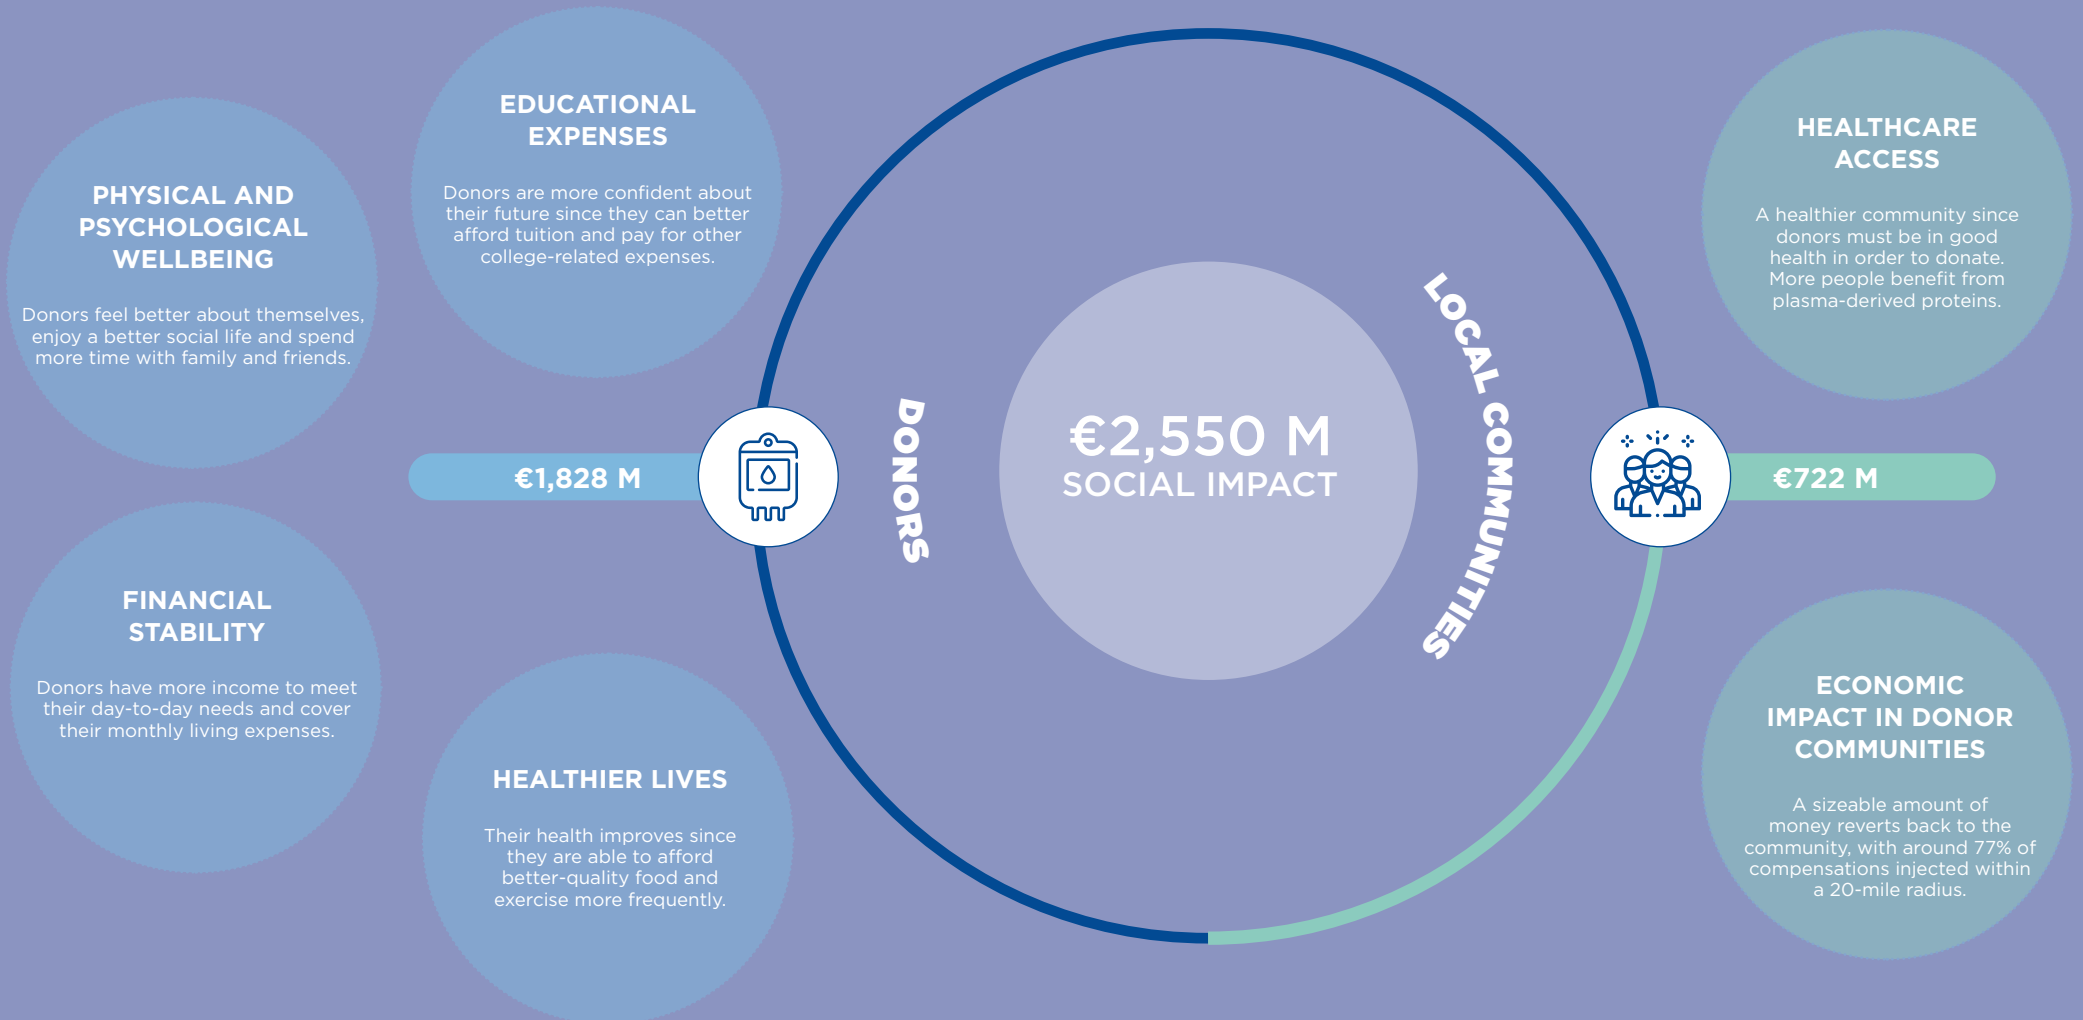 PHYSICAL AND
PSYCHOLOGICAL
WELLBEING
Donors feel better about themselves,
enjoy a better social life and spend
more time with family and friends.
EDUCATIONAL
EXPENSES
Donors are more confident about
their future since they can better
afford tuition and pay for other
college-related expenses.
€1,828 M
FINANCIAL
STABILITY
Donors have more income to meet
their day-to-day needs and cover
their monthly living expenses.
HEALTHIER LIVES
Their health improves since
they are able to afford
better-quality food and
exercise more frequently.
DONORS
€2,550 M
SOCIAL IMPACT
LOCAL COMMUNITIES
€722 M
HEALTHCARE
ACCESS
A healthier community since
donors must be in good
health in order to donate.
More people benefit from
plasma-derived proteins.
ECONOMIC
IMPACT IN DONOR
COMMUNITIES
A sizeable amount of
money reverts back to the
community, with around 77% of
compensations injected within
a 20-mile radius.